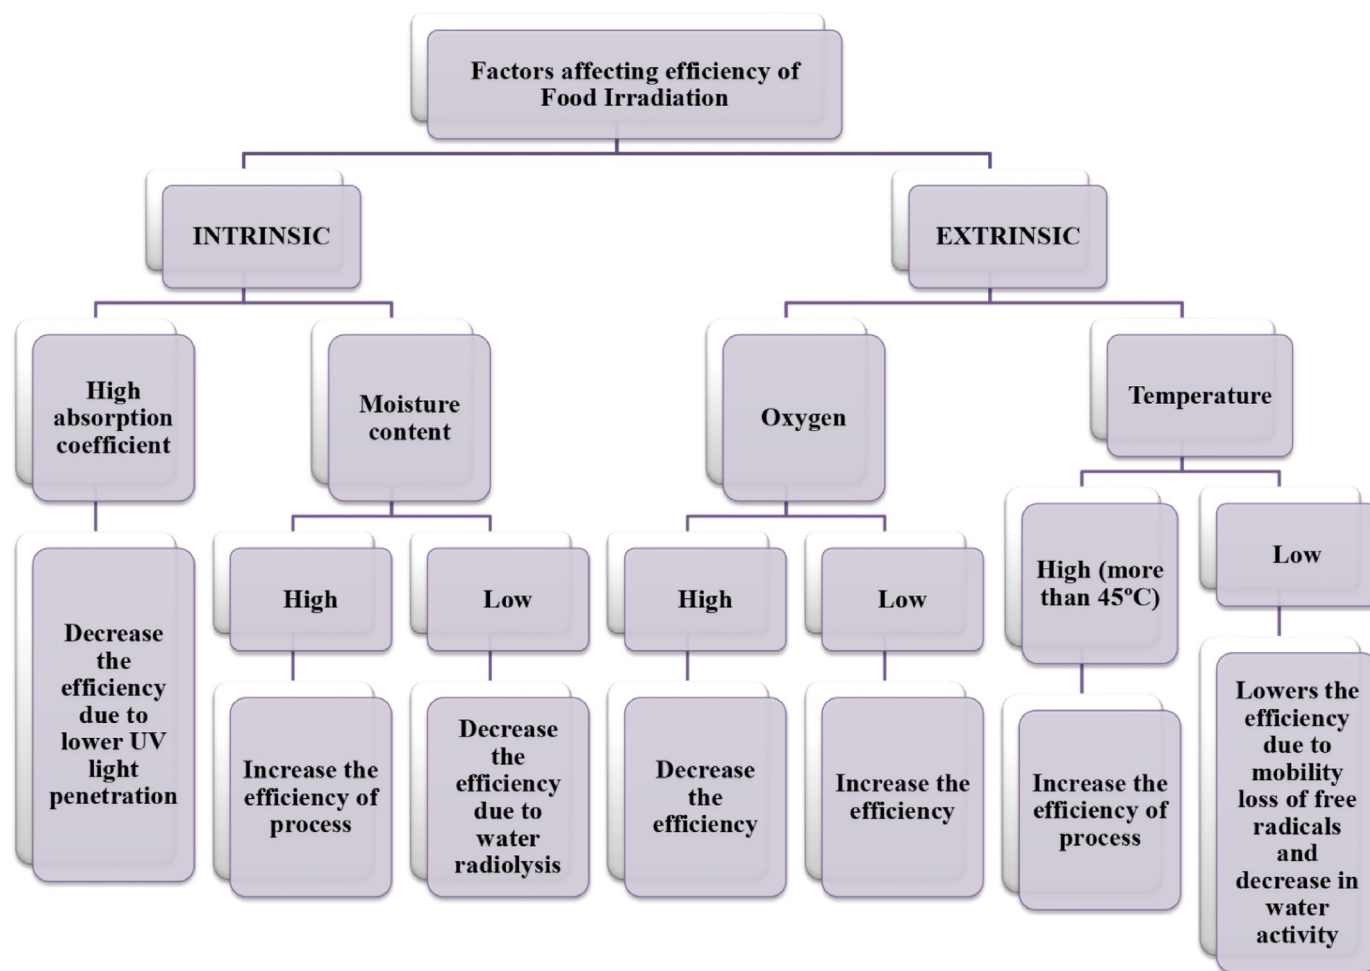 Factors affecting efficiency of
Food Irradiation
INTRINSIC
EXTRINSIC
High
absorption
coefficient
Moisture
content
Oxygen
Temperature
Decrease
the
efficiency
due to
lower UV
light
penetration
High
Low
High
Low
High (more
than 45ºC)
Low
Increase the
efficiency of
process
Decrease
the
efficiency
due to
water
radiolysis
Decrease
the
efficiency
Increase the
efficiency
Increase the
efficiency of
process
Lowers the
efficiency
due to
mobility
loss of free
radicals
and
decrease in
water
activity